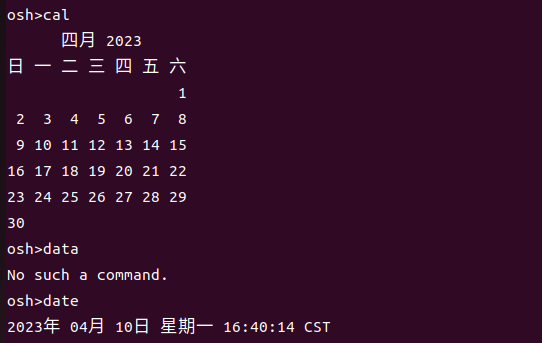 osh>cal
      四月 2023
日 一 二 三 四 五 六
                   1
 2  3  4  5  6  7  8
 9 10 11 12 13 14 15
16 17 18 19 20 21 22
23 24 25 26 27 28 29
30
osh>data
No such a command.
osh>date
2023年 04月 10日 星期一 16:40:14 CST